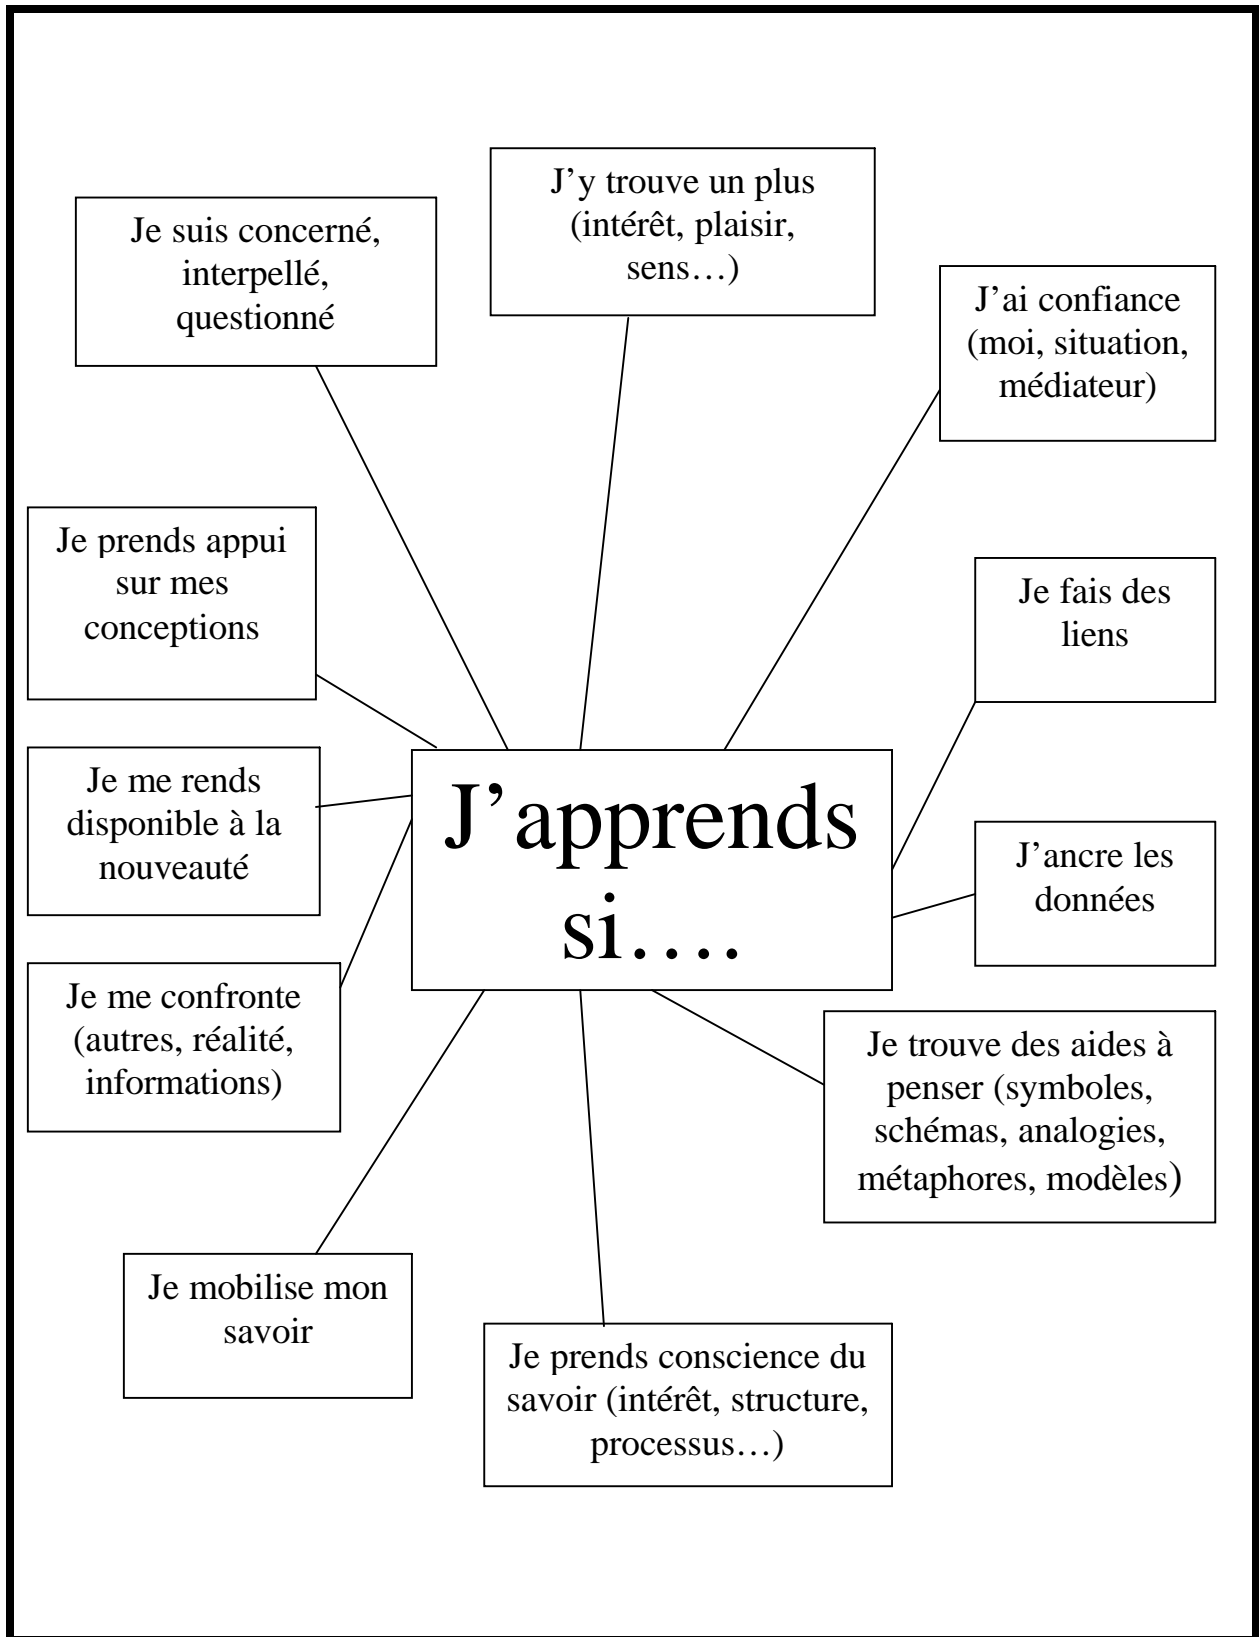 J’y trouve un plus
(intérêt, plaisir,
sens…)
Je suis concerné,
interpellé,
questionné
J’ai confiance
(moi, situation,
médiateur)
Je prends appui
sur mes
conceptions
Je fais des
liens
Je me rends
disponible à la
nouveauté
J’apprends
si….
J’ancre les
données
Je me confronte
(autres, réalité,
informations)
Je trouve des aides à
penser (symboles,
schémas, analogies,
métaphores, modèles)
Je mobilise mon
savoir
Je prends conscience du
savoir (intérêt, structure,
processus…)